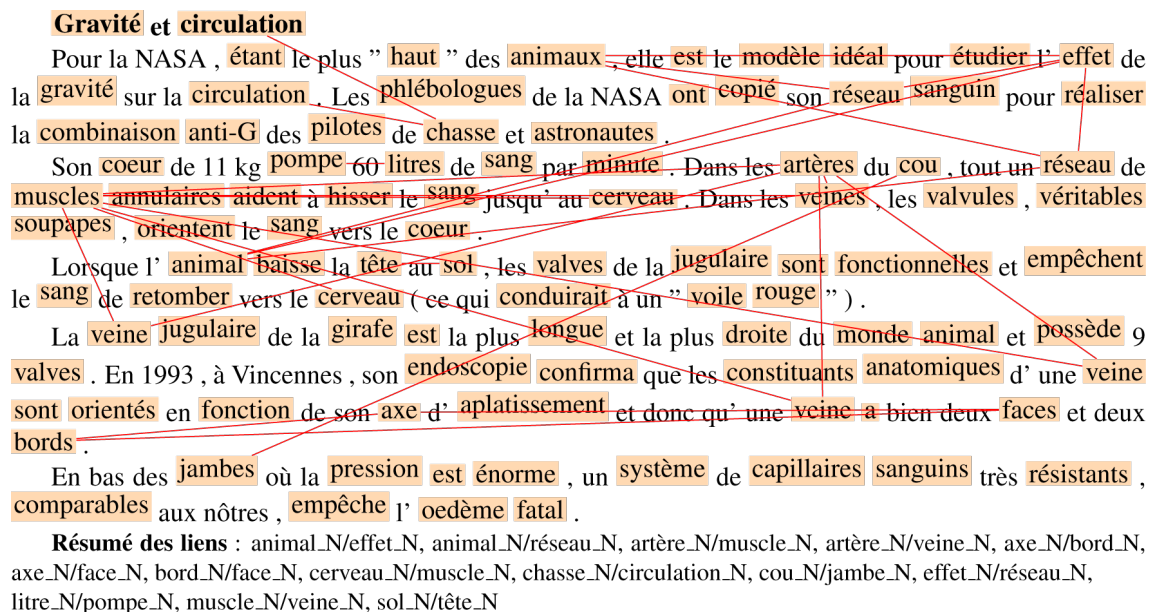 Gravité et circulation
Pour la NASA , étant le plus ” haut ” des animaux , elle est le modèle idéal pour étudier l’ effet de
la gravité sur la circulation . Les phlébologues de la NASA ont copié son réseau sanguin pour réaliser
la combinaison anti-G des pilotes de chasse et astronautes .
Son coeur de 11 kg pompe 60 litres de sang par minute . Dans les artères du cou , tout un réseau de
muscles annulaires aident à hisser le sang jusqu’ au cerveau . Dans les veines , les valvules , véritables
soupapes , orientent le sang vers le coeur .
Lorsque l’ animal baisse la tête au sol , les valves de la jugulaire sont fonctionnelles et empêchent
le sang de retomber vers le cerveau ( ce qui conduirait à un ” voile rouge ” ) .
La veine jugulaire de la girafe est la plus longue et la plus droite du monde animal et possède 9
valves . En 1993 , à Vincennes , son endoscopie confirma que les constituants anatomiques d’ une veine
sont orientés en fonction de son axe d’ aplatissement et donc qu’ une veine a bien deux faces et deux
bords .
En bas des jambes où la pression est énorme , un système de capillaires sanguins très résistants ,
comparables aux nôtres , empêche l’ oedème fatal .
Résumé des liens : animal_N/effet_N, animal_N/réseau_N, artère_N/muscle_N, artère_N/veine_N, axe_N/bord_N,
axe_N/face_N, bord_N/face_N, cerveau_N/muscle_N, chasse_N/circulation_N, cou_N/jambe_N, effet_N/réseau_N,
litre_N/pompe_N, muscle_N/veine_N, sol_N/tête_N